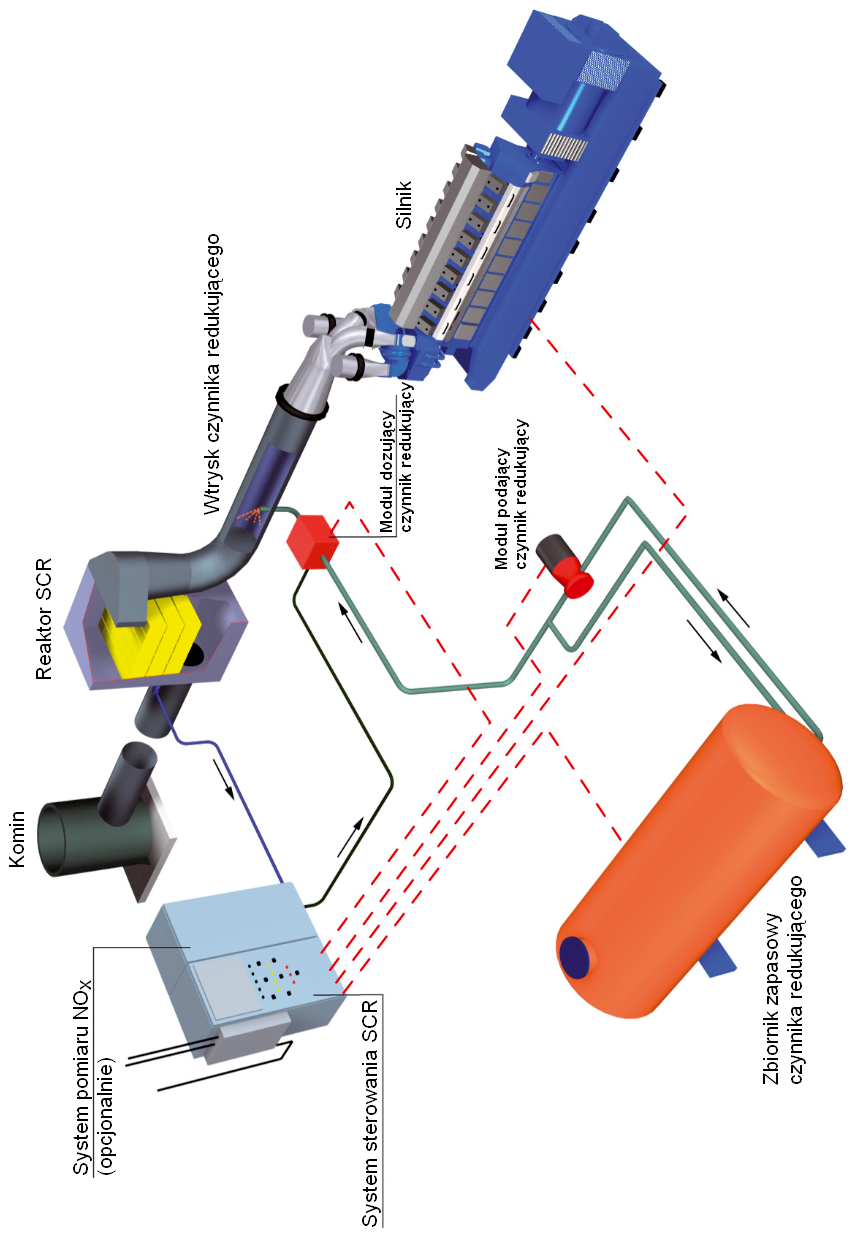 System pomiaru NOX
(opcjonalnie)
Komin
Reaktor SCR
Wtrysk czynnika redukującego
Silnik
System sterowania SCR
Moduł dozujący
czynnik redukujący
Moduł podający
czynnik redukujący
Zbiornik zapasowy
czynnika redukującego